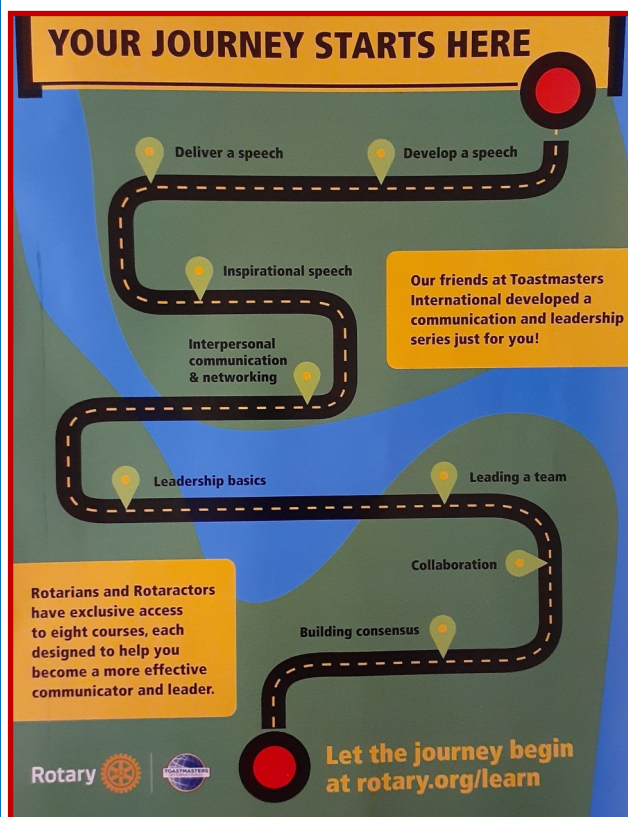 YOUR JOURNEY STARTS HERE
Deliver a speech
Develop a speech
Inspirational speech
Our friends at Toastmasters
International developed a
communication and leadership
series just for you!
Interpersonal
communication
& networking
Leadership basics
Leading a team
Collaboration
Rotarians and Rotaractors
have exclusive access
to eight courses, each
designed to help you
become a more effective
communicator and leader.
Building consensus
Rotary
TOASTMASTERS
Let the journey begin
at rotary.org/learn